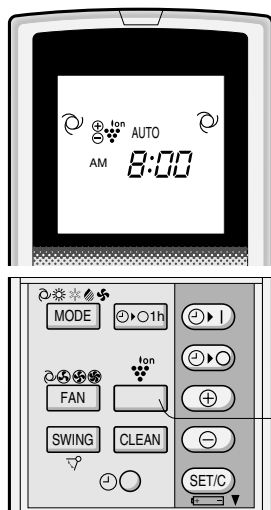 ion
AUTO
AM 8:00
MODE
1h
ion
FAN
SWING
CLEAN
SET/C